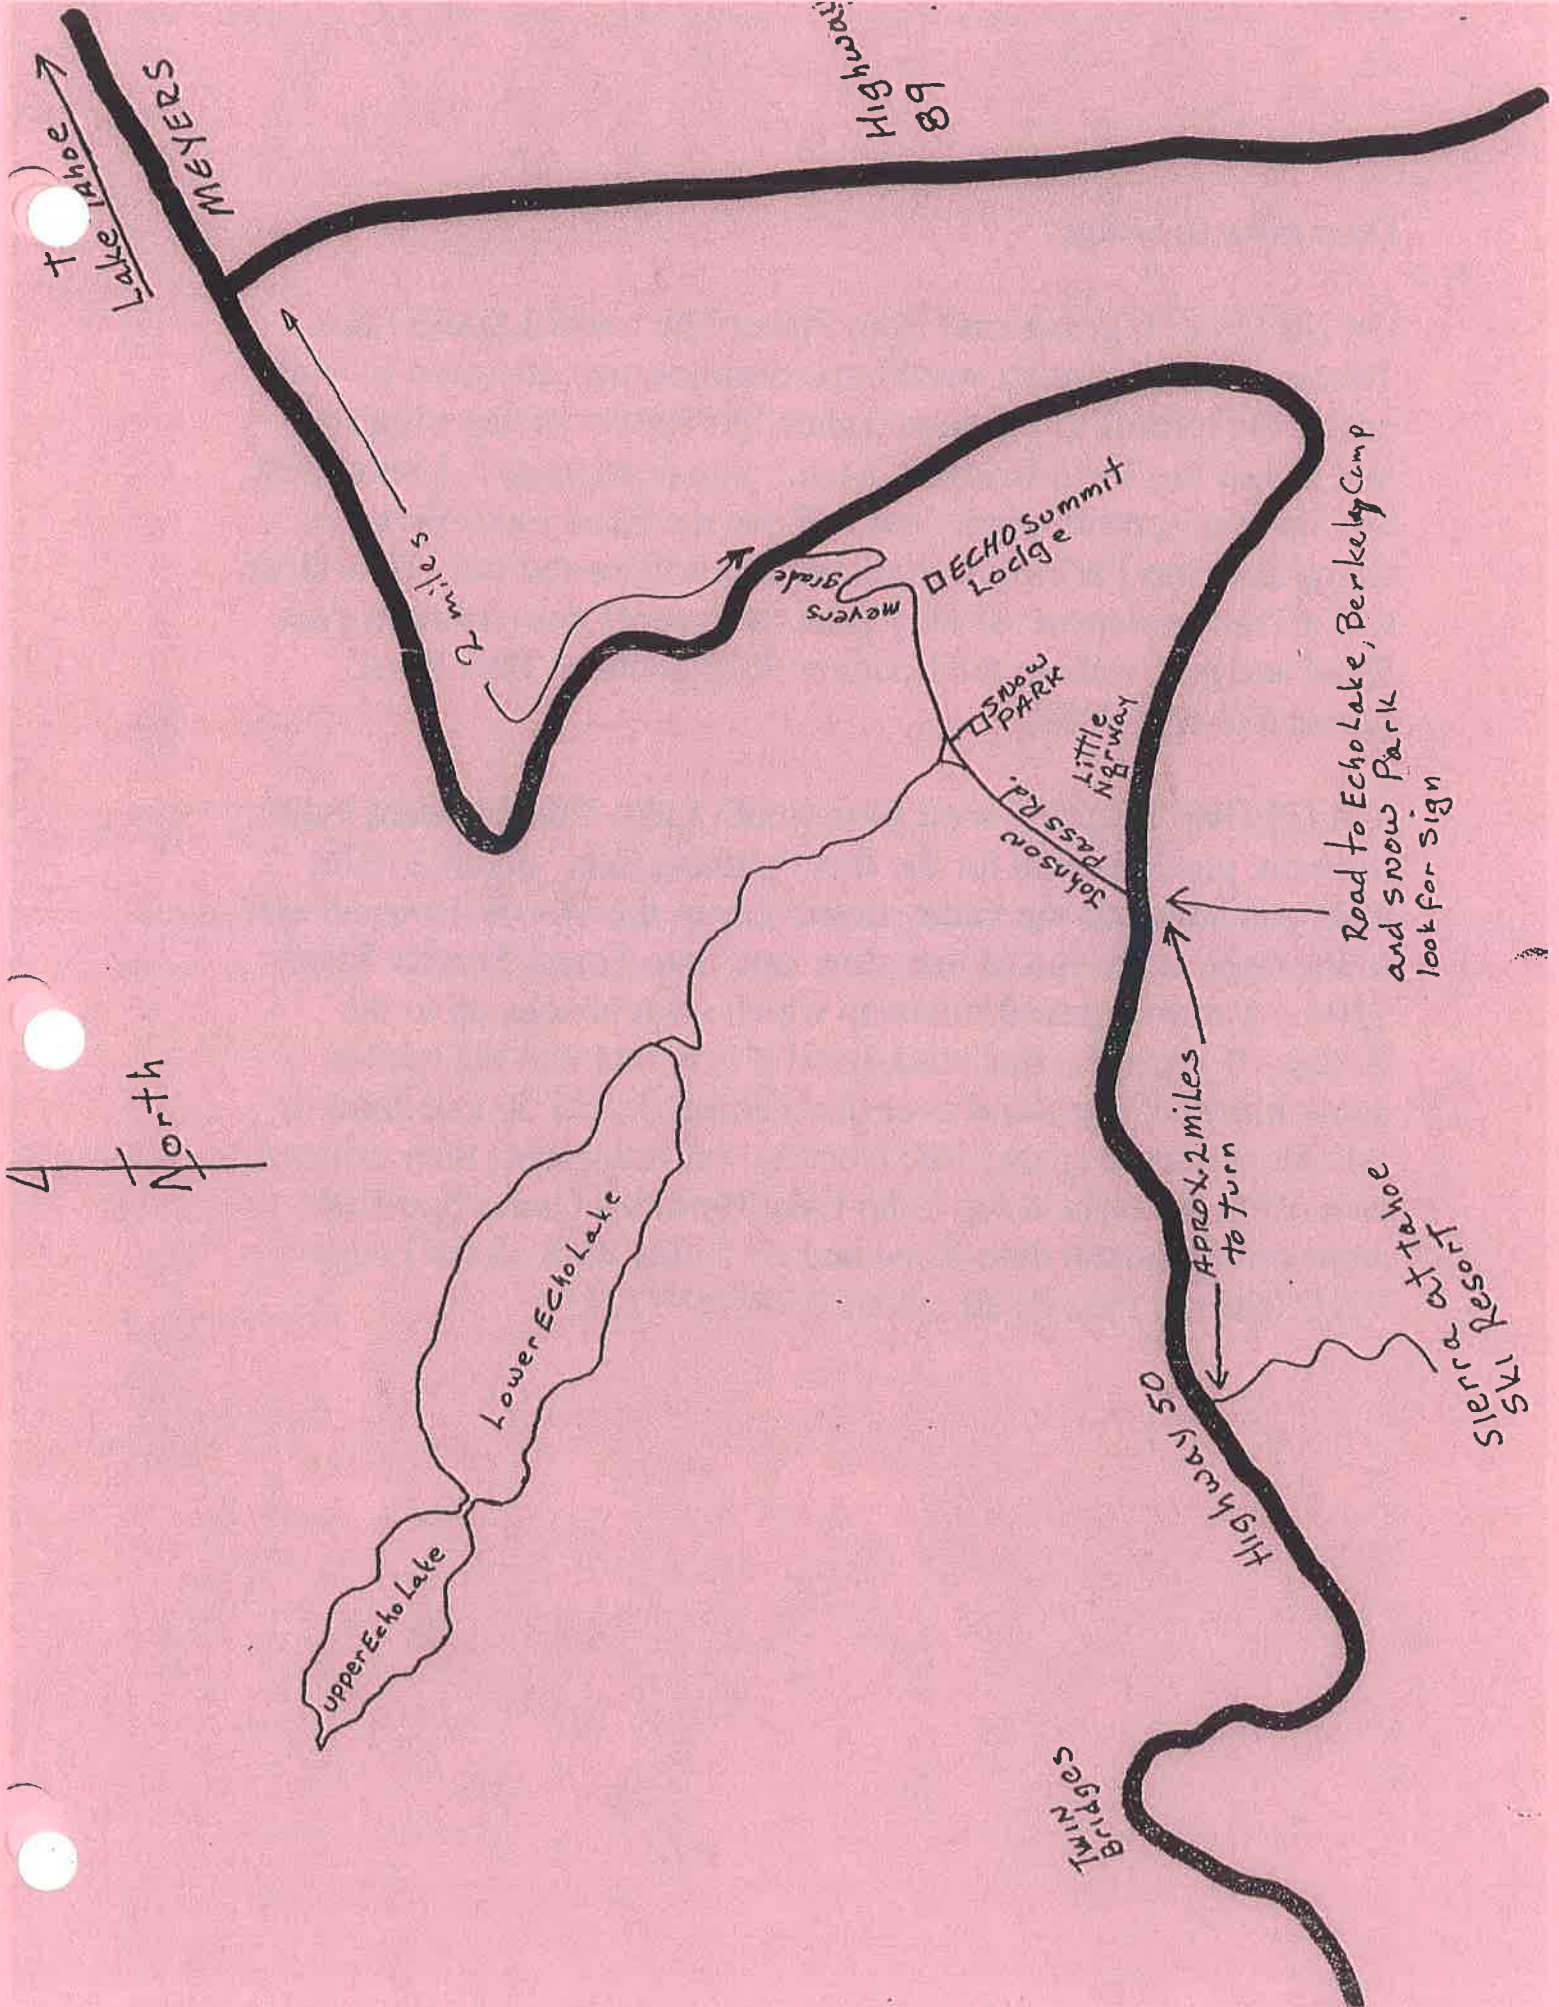 North
To
Lake Tahoe
MEYERS
Highway
89
2 miles
meyers
grade
ECHO Summit
Lodge
SNOW
PARK
Little
Norway
Johnson
Pass Rd.
Road to Echo Lake, Berkeley Camp
and snow Park
look for sign
Upper Echo Lake
Lower Echo Lake
Aprox. 2 miles
to turn
Highway 50
Sierra at tahoe
Ski Resort
Twin
Bridges